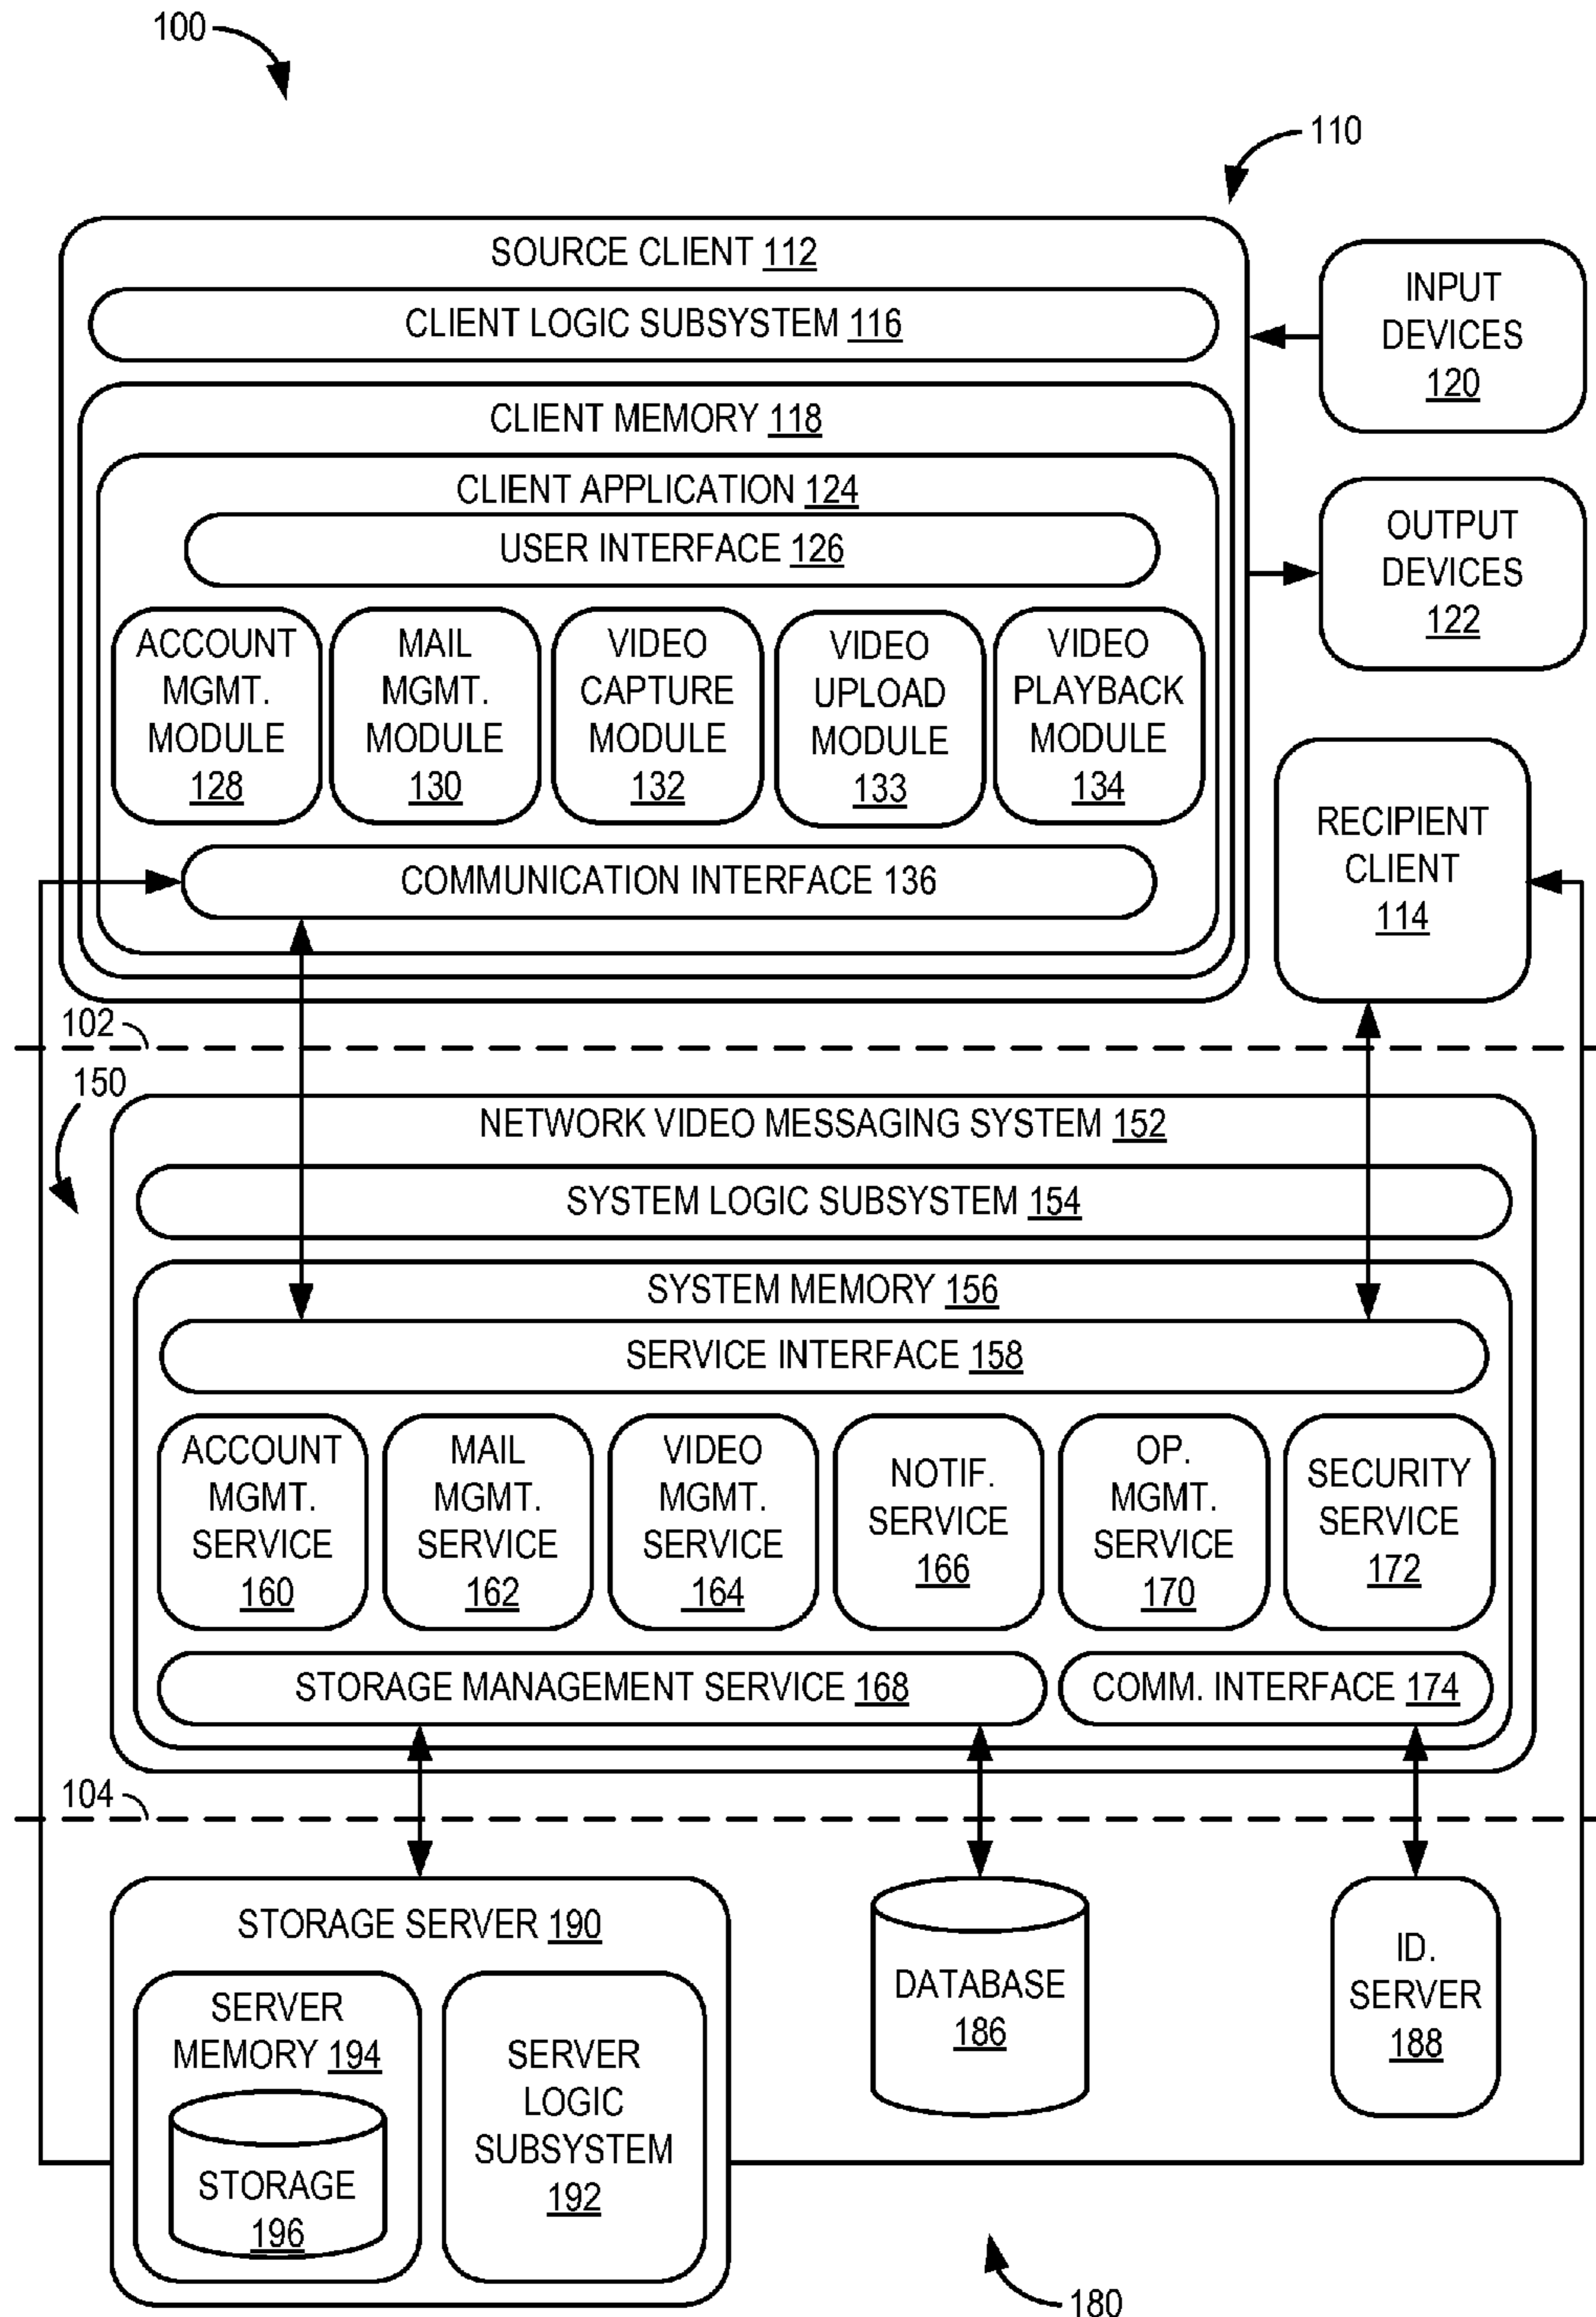 100
110
SOURCE CLIENT 112
CLIENT LOGIC SUBSYSTEM 116
CLIENT MEMORY 118
CLIENT APPLICATION 124
USER INTERFACE 126
ACCOUNT
MGMT.
MODULE
128
MAIL
MGMT.
MODULE
130
VIDEO
CAPTURE
MODULE
132
VIDEO
UPLOAD
MODULE
133
VIDEO
PLAYBACK
MODULE
134
COMMUNICATION INTERFACE 136
INPUT
DEVICES
120
OUTPUT
DEVICES
122
RECIPIENT
CLIENT
114
102
150
NETWORK VIDEO MESSAGING SYSTEM 152
SYSTEM LOGIC SUBSYSTEM 154
SYSTEM MEMORY 156
SERVICE INTERFACE 158
ACCOUNT
MGMT.
SERVICE
160
MAIL
MGMT.
SERVICE
162
VIDEO
MGMT.
SERVICE
164
NOTIF.
SERVICE
166
OP.
MGMT.
SERVICE
170
SECURITY
SERVICE
172
STORAGE MANAGEMENT SERVICE 168
COMM. INTERFACE 174
104
STORAGE SERVER 190
SERVER
MEMORY 194
STORAGE
196
SERVER
LOGIC
SUBSYSTEM
192
DATABASE
186
ID.
SERVER
188
180